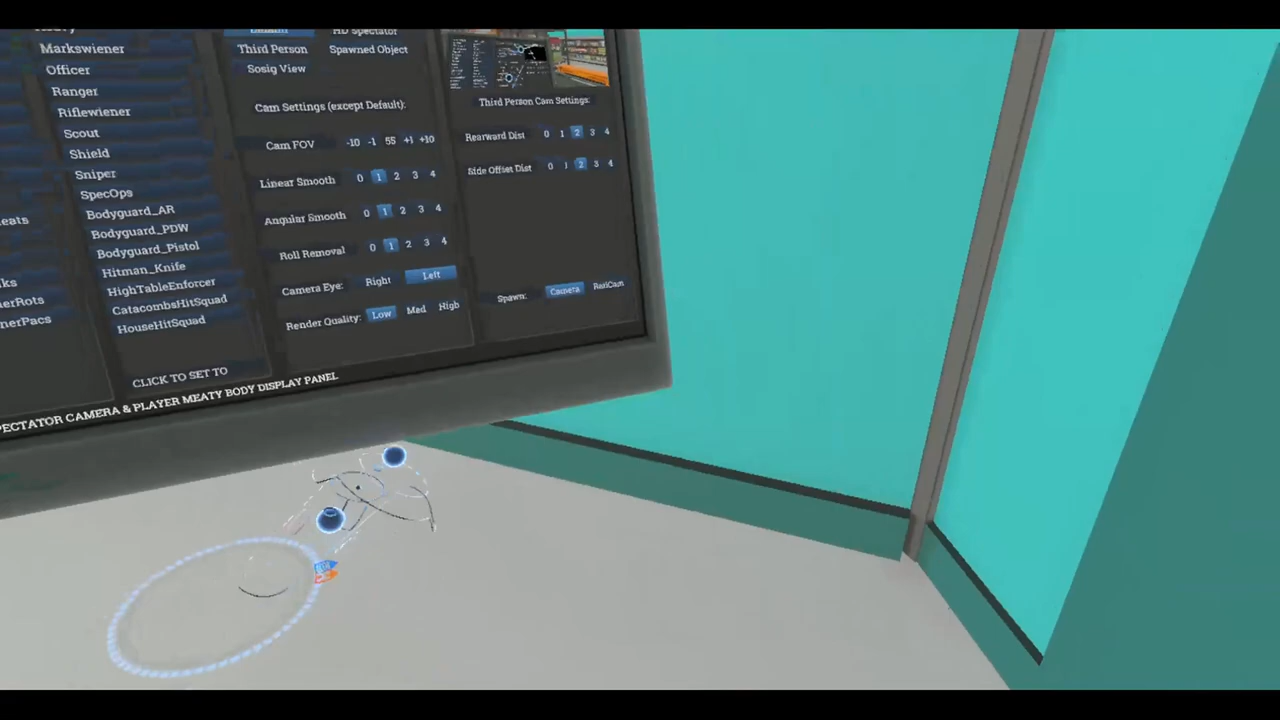 Markswiener
Officer
Ranger
Riflewiener
Scout
Shield
Sniper
SpecOps
Bodyguard_AR
Bodyguard_PDW
Bodyguard_Pistol
Hitman_Knife
HighTableEnforcer
CatacombsHitSquad
HouseHitSquad
CLICK TO SET TO
HD Spectator
Third Person Spawned Object
Sosig View
Cam Settings (except Default):
Cam FOV -10 -1 55 +1 +10
Linear Smooth 0 1 2 3 4
Angular Smooth 0 1 2 3 4
Roll Removal 0 1 2 3 4
Camera Eye: Right Left
Render Quality: Low Med High
Third Person Cam Settings:
Rearward Dist 0 1 2 3 4
Side Offset Dist 0 1 2 3 4
Spawn: Camera
CAMERA & PLAYER MEATY BODY DISPLAY PANEL